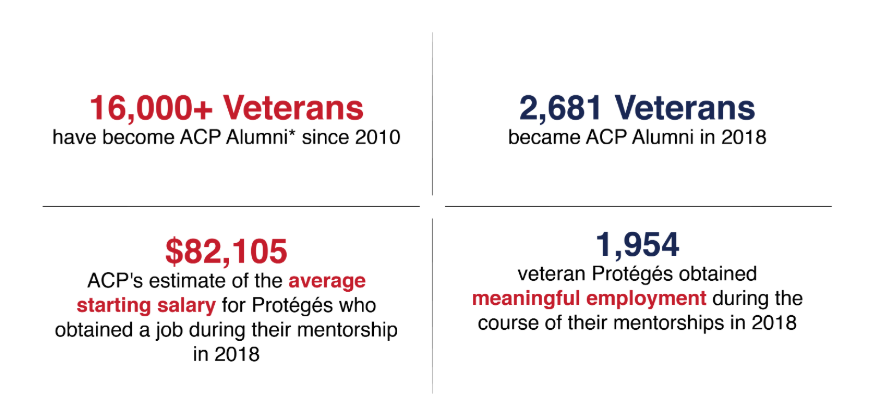 16,000+ Veterans
have become ACP Alumni* since 2010
2,681 Veterans
became ACP Alumni in 2018
$82,105
ACP's estimate of the average
starting salary for Protégés who
obtained a job during their mentorship
in 2018
1,954
veteran Protégés obtained
meaningful employment during the
course of their mentorships in 2018